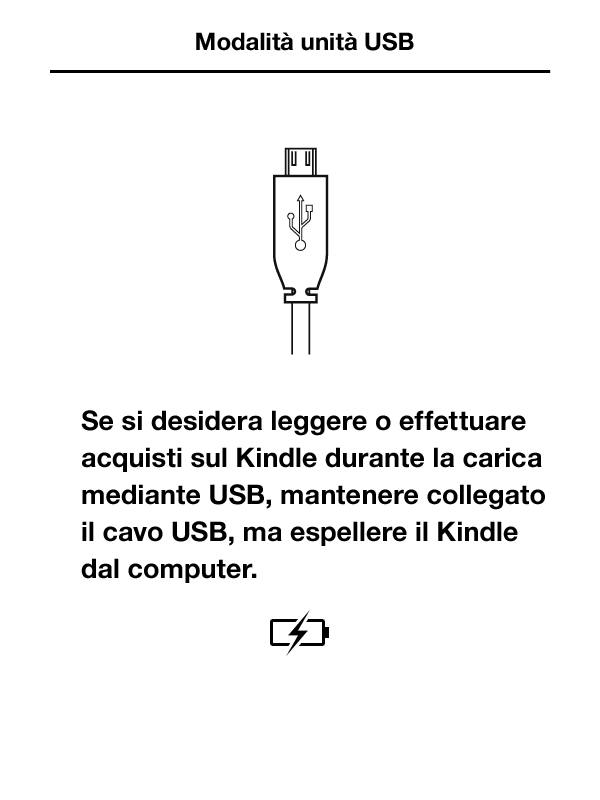 Modalità unità USB
Se si desidera leggere o effettuare
acquisti sul Kindle durante la carica
mediante USB, mantenere collegato
il cavo USB, ma espellere il Kindle
dal computer.